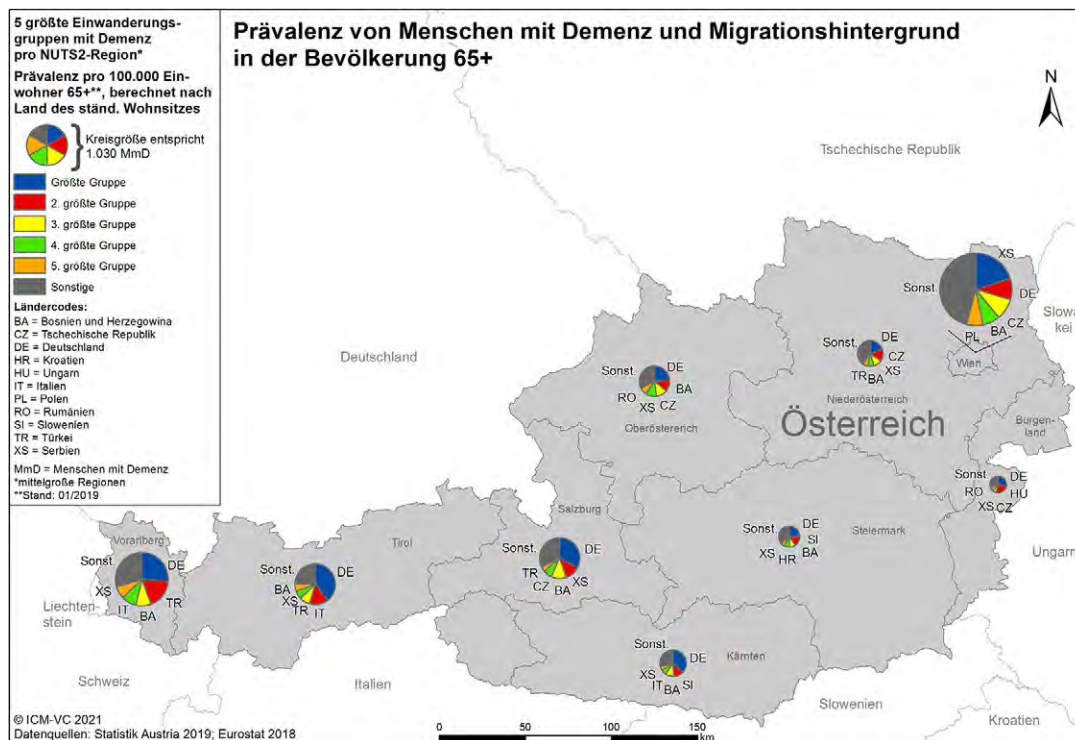 5 größte Einwanderungs-
gruppen mit Demenz
pro NUTS2-Region*
Prävalenz pro 100.000 Ein-
wohner 65+**, berechnet nach
Land des ständ. Wohnsitzes
Kreisgröße entspricht
1.030 MmD
Größte Gruppe
2. größte Gruppe
3. größte Gruppe
4. größte Gruppe
5. größte Gruppe
Sonstige
Ländercodes:
BA = Bosnien und Herzegowina
CZ = Tschechische Republik
DE = Deutschland
HR = Kroatien
HU = Ungarn
IT = Italien
PL = Polen
RO = Rumänien
SI = Slowenien
TR = Türkei
XS = Serbien
MmD = Menschen mit Demenz
*mittelgroße Regionen
**Stand: 01/2019
Prävalenz von Menschen mit Demenz und Migrationshintergrund
in der Bevölkerung 65+
N
Tschechische Republik
Deutschland
Slowa-
kei
XS
Sonst.
DE
CZ
BA
PL
Wien
Sonst.
DE
CZ
XS
BA
TR
Niederösterreich
Sonst.
DE
BA
CZ
XS
RO
Oberöstererich
Österreich
Burgen-
land
Sonst.
DE
HU
CZ
XS
RO
Ungarn
Sonst.
DE
SI
BA
HR
XS
Steiermark
Salzburg
Sonst.
DE
XS
BA
CZ
TR
Tirol
Sonst.
DE
IT
TR
XS
BA
Vorarlberg
Sonst.
DE
TR
BA
IT
XS
Liechten-
stein
Sonst.
DE
SI
BA
IT
XS
Kärnten
Schweiz
Italien
Slowenien
Kroatien
© ICM-VC 2021
Datenquellen: Statistik Austria 2019; Eurostat 2018
0 50 100 150
km